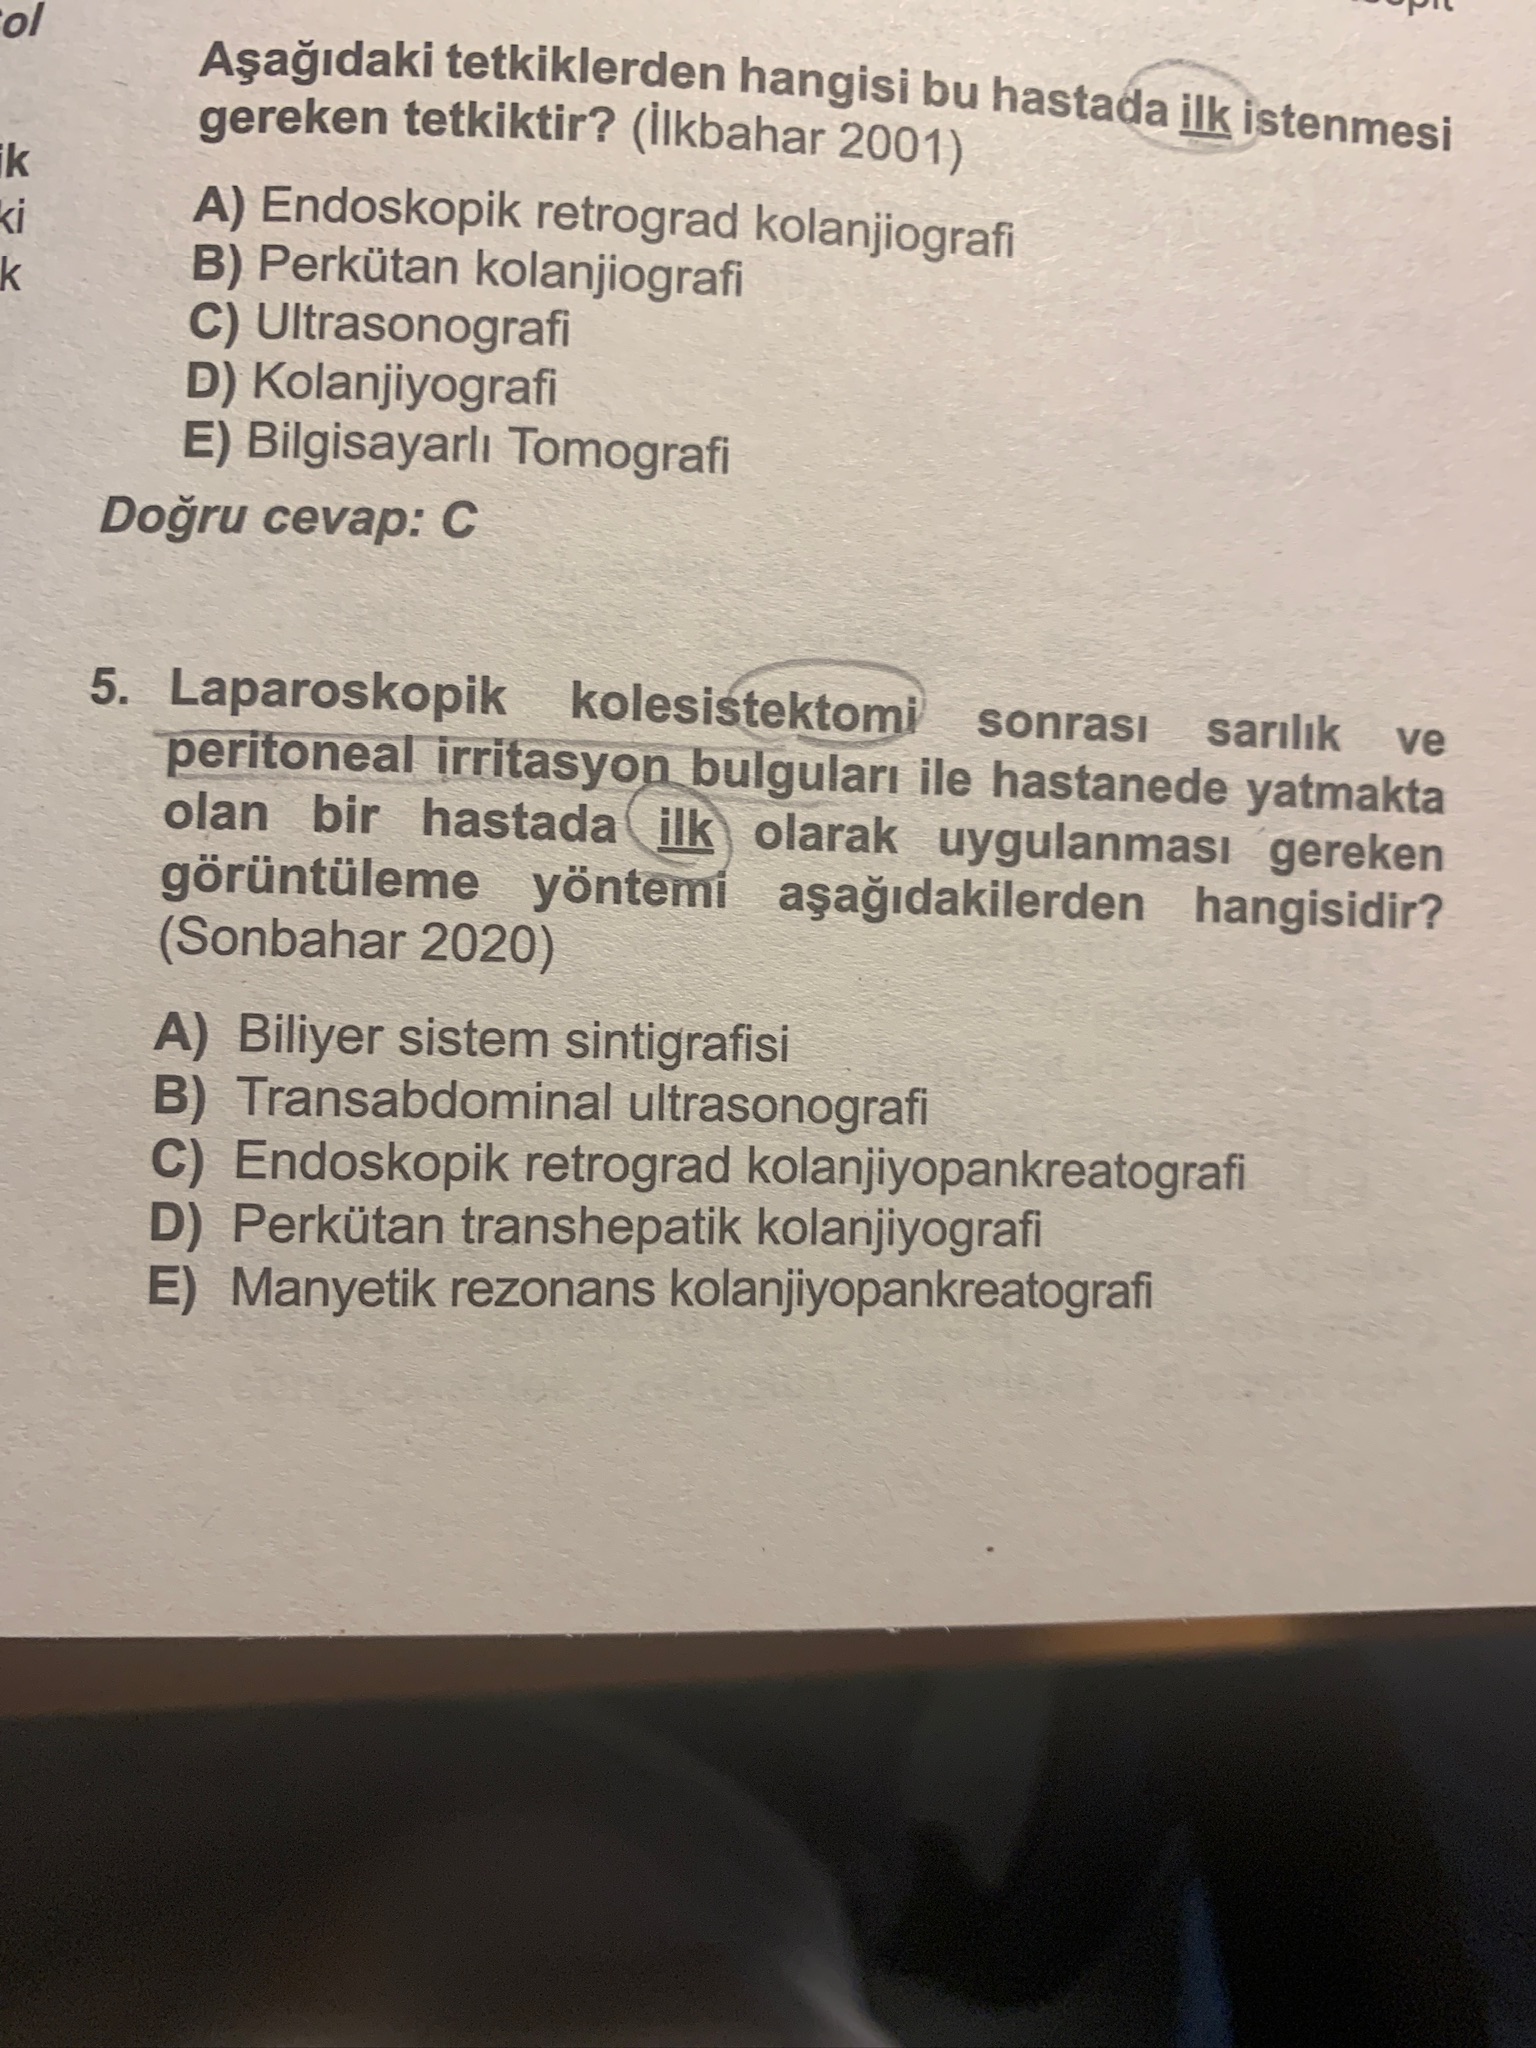 ol
ik
ki
k
Aşağıdaki tetkiklerden hangisi bu hastada ilk istenmesi
gereken tetkiktir? (İlkbahar 2001)
A) Endoskopik retrograd kolanjiografi
B) Perkütan kolanjiografi
C) Ultrasonografi
D) Kolanjiyografi
E) Bilgisayarlı Tomografi
Doğru cevap: C
5. Laparoskopik kolesistektomi sonrası sarılık ve
peritoneal irritasyon bulguları ile hastanede yatmakta
olan bir hastada ilk olarak uygulanması gereken
görüntüleme yöntemi aşağıdakilerden hangisidir?
(Sonbahar 2020)
A) Biliyer sistem sintigrafisi
B) Transabdominal ultrasonografi
C) Endoskopik retrograd kolanjiyopankreatografi
D) Perkütan transhepatik kolanjiyografi
E) Manyetik rezonans kolanjiyopankreatografi